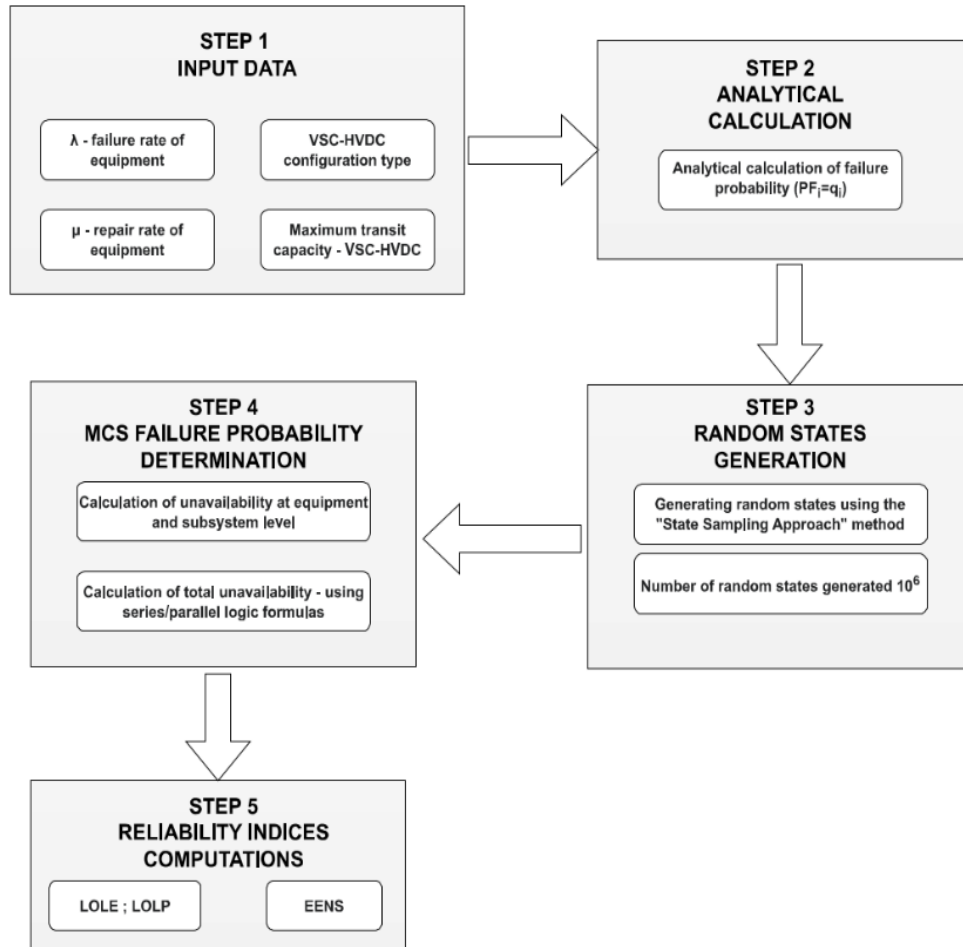 STEP 1
INPUT DATA
λ - failure rate of
equipment
VSC-HVDC
configuration type
μ - repair rate of
equipment
Maximum transit
capacity - VSC-HVDC
STEP 2
ANALYTICAL
CALCULATION
Analytical calculation of failure
probability (PFᵢ=qᵢ)
STEP 3
RANDOM STATES
GENERATION
Generating random states using the
"State Sampling Approach" method
Number of random states generated 10⁶
STEP 4
MCS FAILURE PROBABILITY
DETERMINATION
Calculation of unavailability at equipment
and subsystem level
Calculation of total unavailability - using
series/parallel logic formulas
STEP 5
RELIABILITY INDICES
COMPUTATIONS
LOLE ; LOLP
EENS